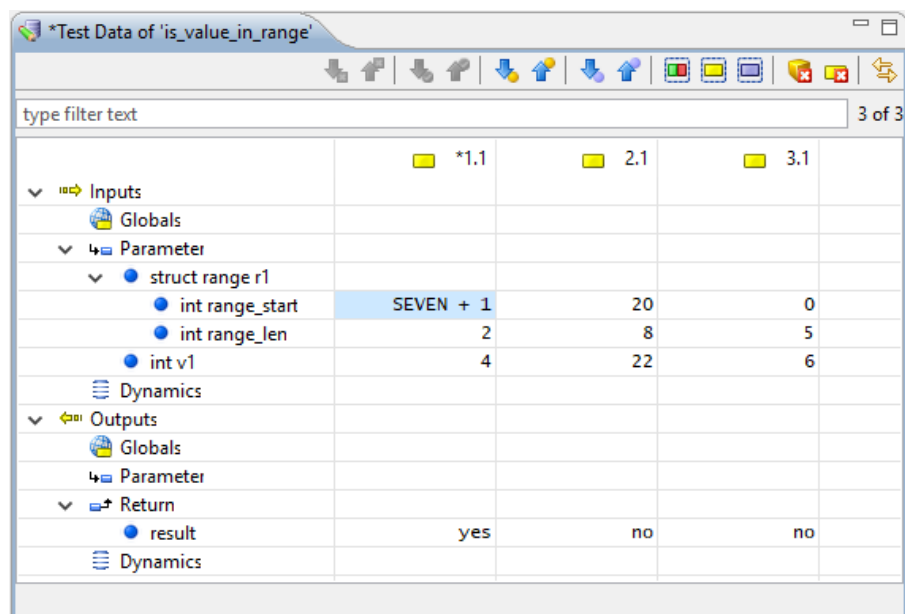 *Test Data of 'is_value_in_range'
type filter text 3 of 3
*1.1 2.1 3.1
Inputs
Globals
Parameter
struct range r1
int range_start SEVEN + 1 20 0
int range_len 2 8 5
int v1 4 22 6
Dynamics
Outputs
Globals
Parameter
Return
result yes no no
Dynamics